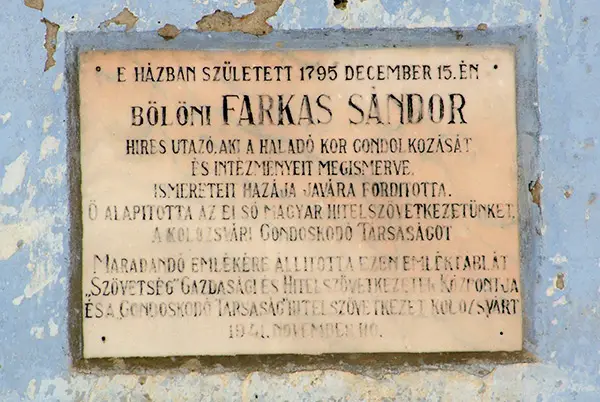 E HÁZBAN SZÜLETETT 1795 DECEMBER 15.ÉN
BÖLÖNI FARKAS SÁNDOR
HIRES UTAZÓ, AKI A HALADÓ KOR GONDOLKOZÁSÁT
ÉS INTÉZMÉNYEIT MEGISMERVE,
ISMERETEIT HAZÁJA JAVÁRA FORDITOTTA.
Ő ALAPITOTTA AZ ELSŐ MAGYAR HITELSZÖVETKEZETÜNKET,
A KOLOZSVÁRI GONDOSKODÓ TÁRSASÁGOT
MARADANDÓ EMLÉKÉRE ÁLLITOTTA EZEN EMLÉKTÁBLÁT
„SZÖVETSÉG" GAZDASÁGI ÉS HITELSZÖVETKEZETEK KÖZPONTJA
ÉS A GONDOSKODÓ TÁRSASÁG HITELSZÖVETKEZET KOLOZSVÁRT
1941. NOVEMBER